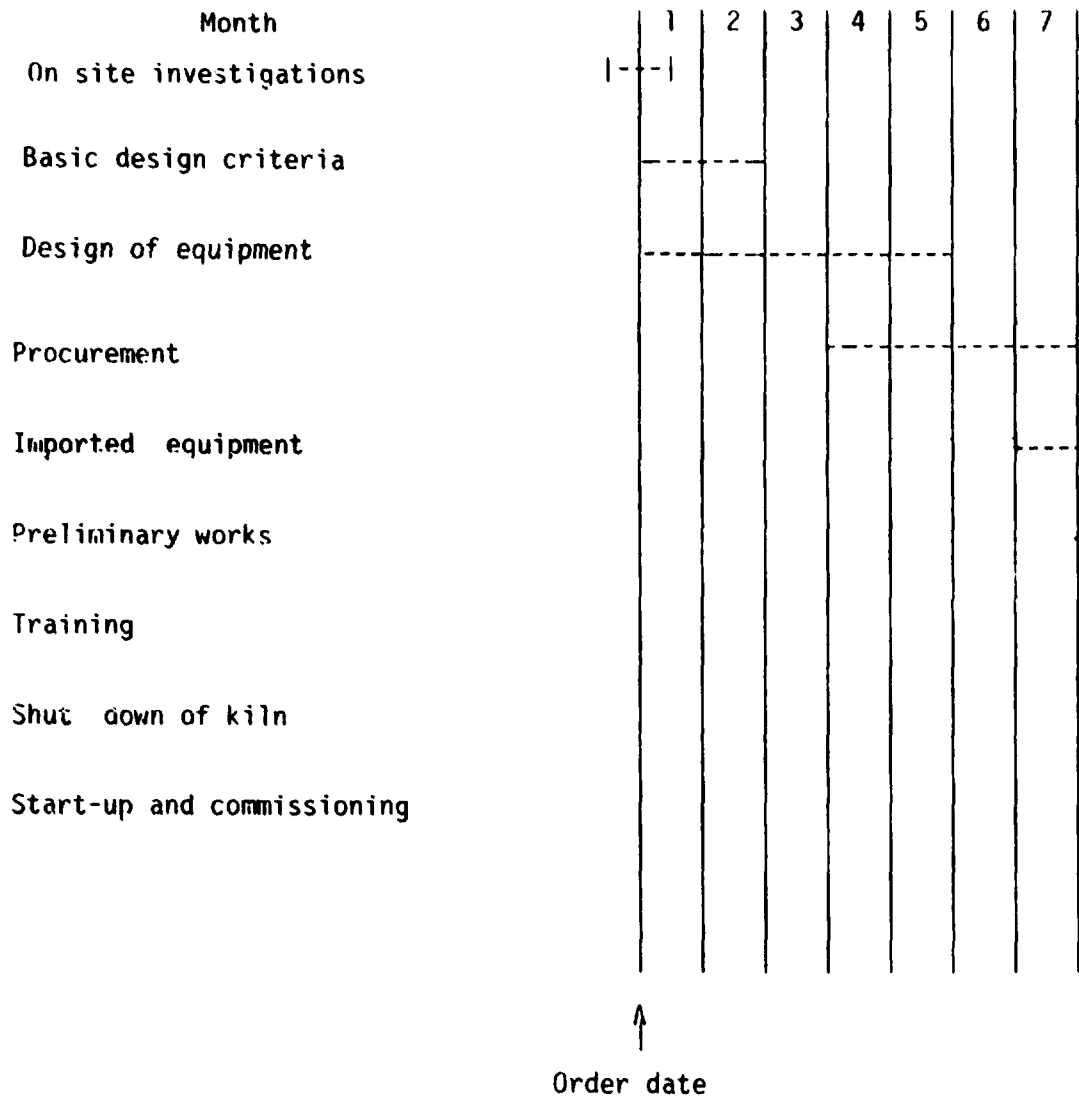 Month 1 2 3 4 5 6 7
On site investigations
Basic design criteria
Design of equipment
Procurement
Imported equipment
Preliminary works
Training
Shut down of kiln
Start-up and commissioning
Order date